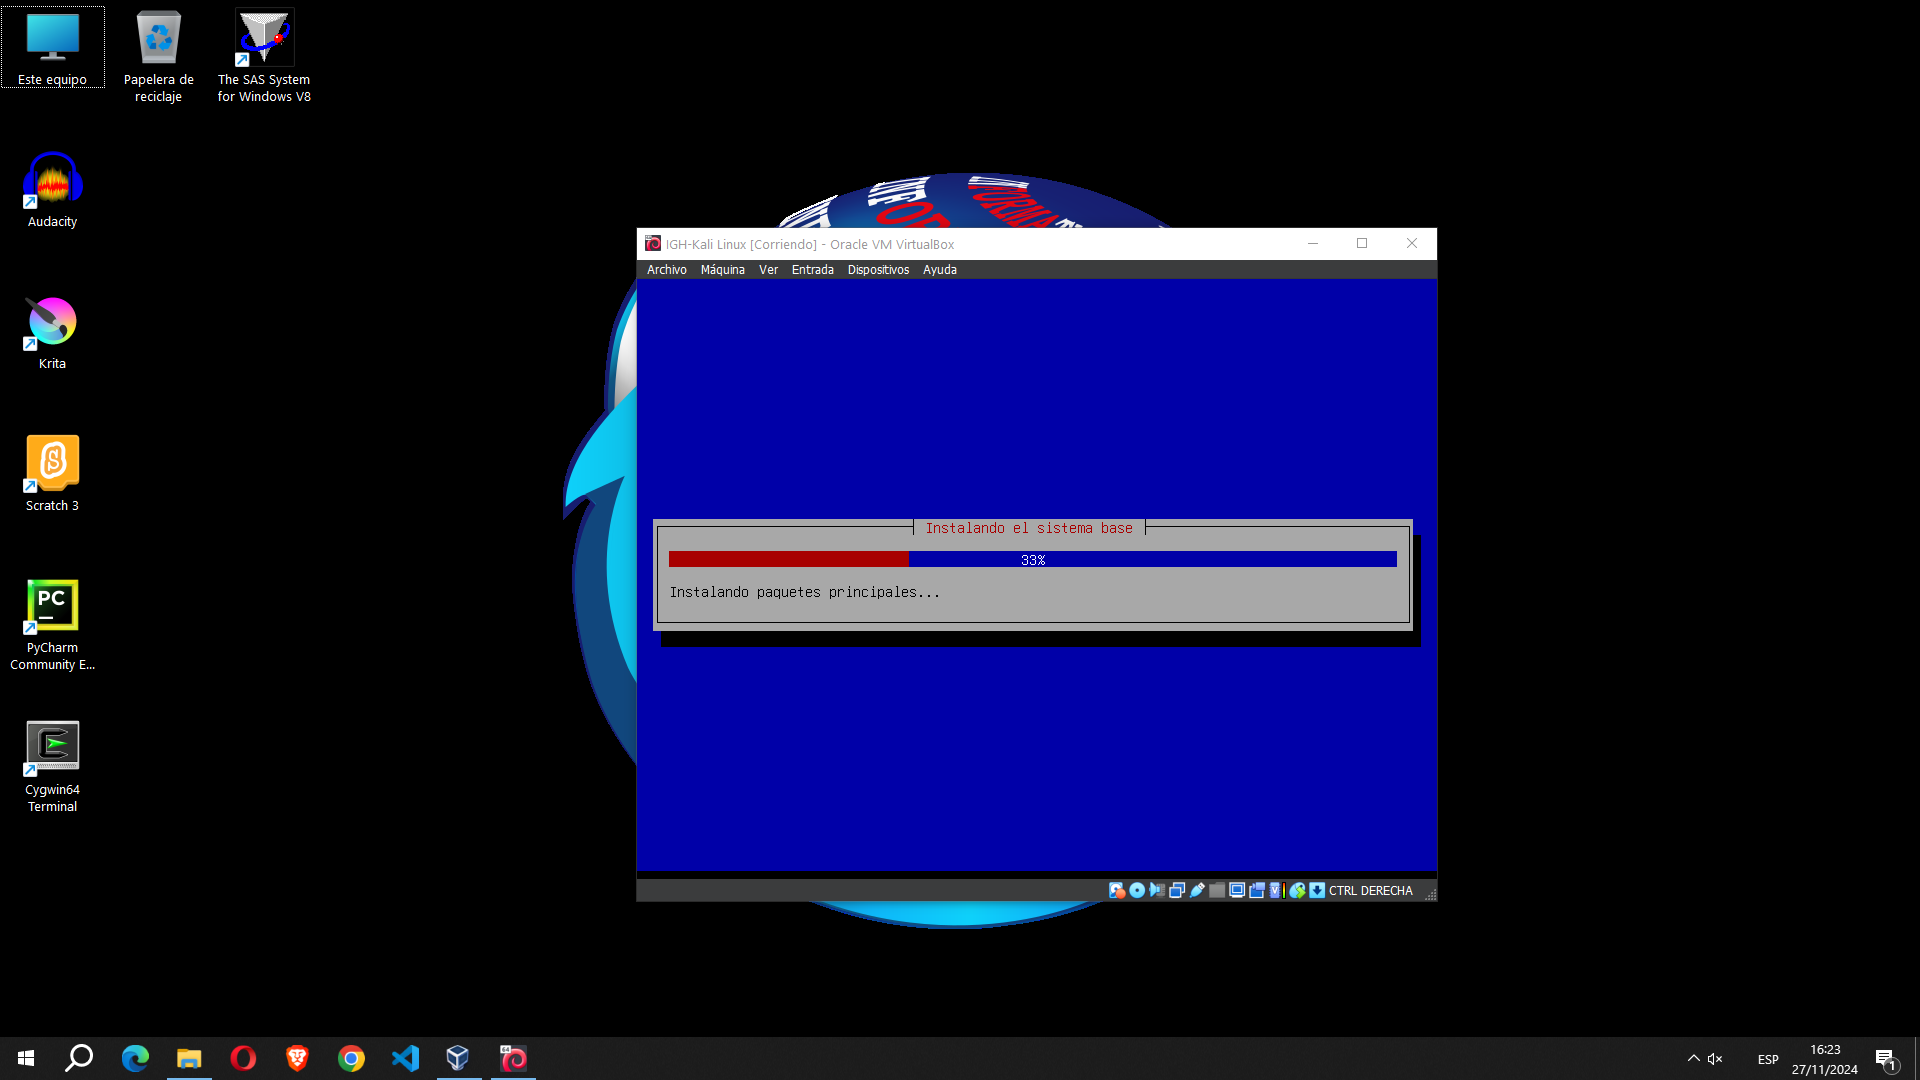 Este equipo
Papelera de
reciclaje
The SAS System
for Windows V8
Audacity
Krita
Scratch 3
PC
PyCharm
Community E...
Cygwin64
Terminal
IGH-Kali Linux [Corriendo] - Oracle VM VirtualBox
Archivo Máquina Ver Entrada Dispositivos Ayuda
Instalando el sistema base
33%
Instalando paquetes principales...
CTRL DERECHA
ESP
16:23
27/11/2024
1